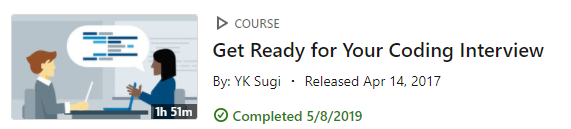 COURSE
Get Ready for Your Coding Interview
By: YK Sugi • Released Apr 14, 2017
1h 51m
Completed 5/8/2019